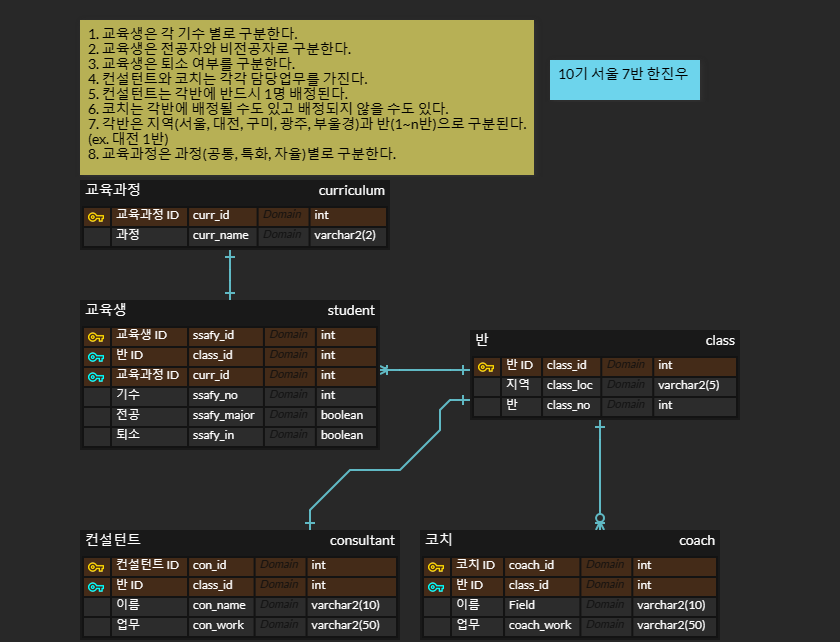 1. 교육생은 각 기수 별로 구분한다.
2. 교육생은 전공자와 비전공자로 구분한다.
3. 교육생은 퇴소 여부를 구분한다.
4. 컨설턴트와 코치는 각각 담당업무를 가진다.
5. 컨설턴트는 각반에 반드시 1명 배정된다.
6. 코치는 각반에 배정될 수도 있고 배정되지 않을 수도 있다.
7. 각반은 지역(서울, 대전, 구미, 광주, 부울경)과 반(1~n반)으로 구분된다.
(ex. 대전 1반)
8. 교육과정은 과정(공통, 특화, 자율)별로 구분한다.
10기 서울 7반 한진우
교육과정 curriculum
교육과정 ID curr_id Domain int
과정 curr_name Domain varchar2(2)
교육생 student
교육생 ID ssafy_id Domain int
반 ID class_id Domain int
교육과정 ID curr_id Domain int
기수 ssafy_no Domain int
전공 ssafy_major Domain boolean
퇴소 ssafy_in Domain boolean
반 class
반 ID class_id Domain int
지역 class_loc Domain varchar2(5)
반 class_no Domain int
컨설턴트 consultant
컨설턴트 ID con_id Domain int
반 ID class_id Domain int
이름 con_name Domain varchar2(10)
업무 con_work Domain varchar2(50)
코치 coach
코치 ID coach_id Domain int
반 ID class_id Domain int
이름 Field Domain varchar2(10)
업무 coach_work Domain varchar2(50)